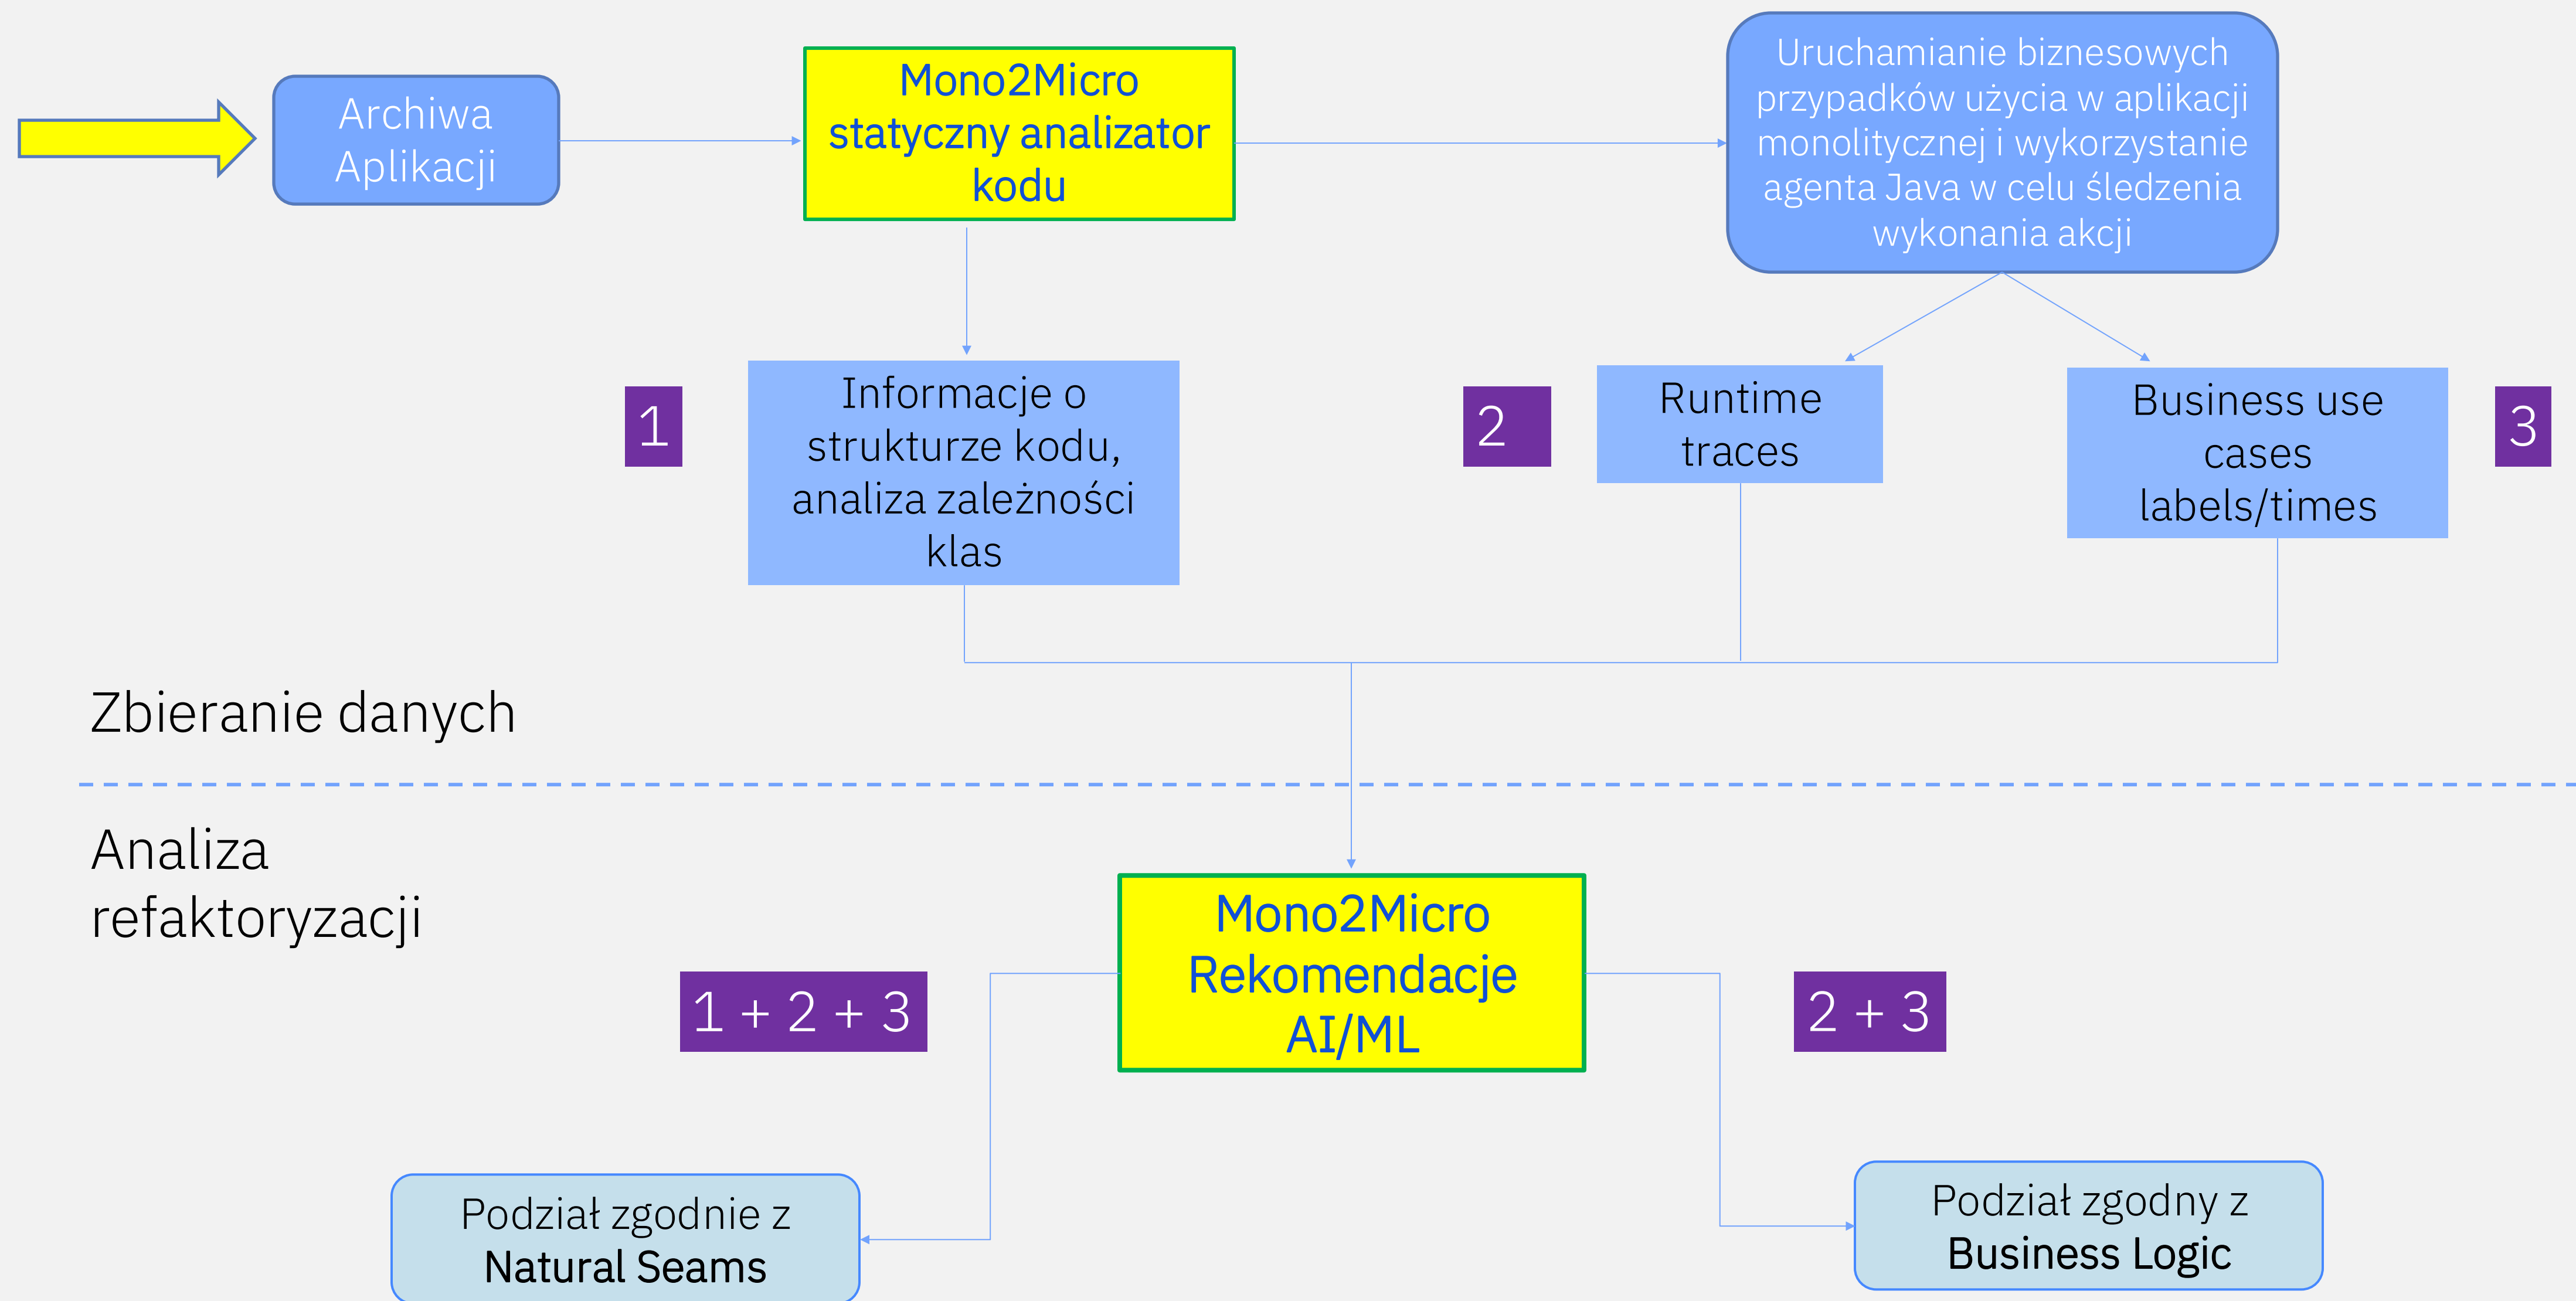 Archiwa
Aplikacji
Mono2Micro
statyczny analizator
kodu
Uruchamianie biznesowych
przypadków użycia w aplikacji
monolitycznej i wykorzystanie
agenta Java w celu śledzenia
wykonania akcji
1
Informacje o
strukturze kodu,
analiza zależności
klas
2
Runtime
traces
Business use
cases
labels/times
3
Zbieranie danych
Analiza
refaktoryzacji
Mono2Micro
Rekomendacje
AI/ML
1 + 2 + 3
2 + 3
Podział zgodnie z
Natural Seams
Podział zgodny z
Business Logic